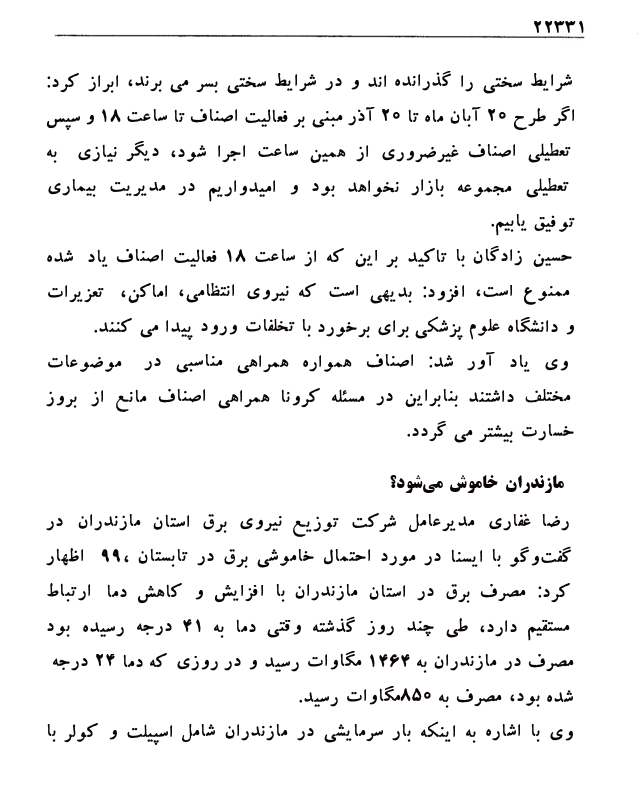 ۲۲۳۳۱
شرایط سختی را گذرانده اند و در شرایط سختی بسر می برند، ابراز کرد:
اگر طرح ۲۰ آبان ماه تا ۲۰ آذر مبنی بر فعالیت اصناف تا ساعت ۱۸ و سپس
تعطیلی اصناف غیرضروری از همین ساعت اجرا شود، دیگر نیازی به
تعطیلی مجموعه بازار نخواهد بود و امیدواریم در مدیریت بیماری
توفیق یابیم.
حسین زادگان با تاکید بر این که از ساعت ۱۸ فعالیت اصناف یاد شده
ممنوع است، افزود: بدیهی است که نیروی انتظامی، اماکن، تعزیرات
و دانشگاه علوم پزشکی برای برخورد با تخلفات ورود پیدا می کنند.
وی یاد آور شد: اصناف همواره همراهی مناسبی در موضوعات
مختلف داشتند بنابراین در مسئله کرونا همراهی اصناف مانع از بروز
خسارت بیشتر می گردد.
مازندران خاموش می‌شود؟
رضا غفاری مدیرعامل شرکت توزیع نیروی برق استان مازندران در
گفت‌وگو با ایسنا در مورد احتمال خاموشی برق در تابستان ۹۹، اظهار
کرد: مصرف برق در استان مازندران با افزایش و کاهش دما ارتباط
مستقیم دارد، طی چند روز گذشته وقتی دما به ۴۱ درجه رسیده بود
مصرف در مازندران به ۱۴۶۴ مگاوات رسید و در روزی که دما ۲۴ درجه
شده بود، مصرف به ۸۵۰مگاوات رسید.
وی با اشاره به اینکه بار سرمایشی در مازندران شامل اسپیلت و کولر با